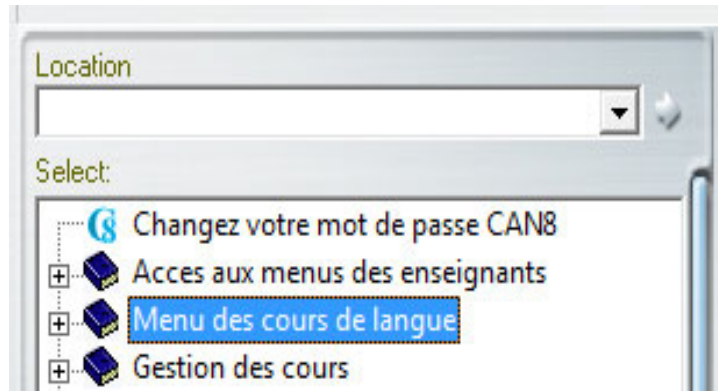 Location
Select:
Changez votre mot de passe CAN8
Acces aux menus des enseignants
Menu des cours de langue
Gestion des cours